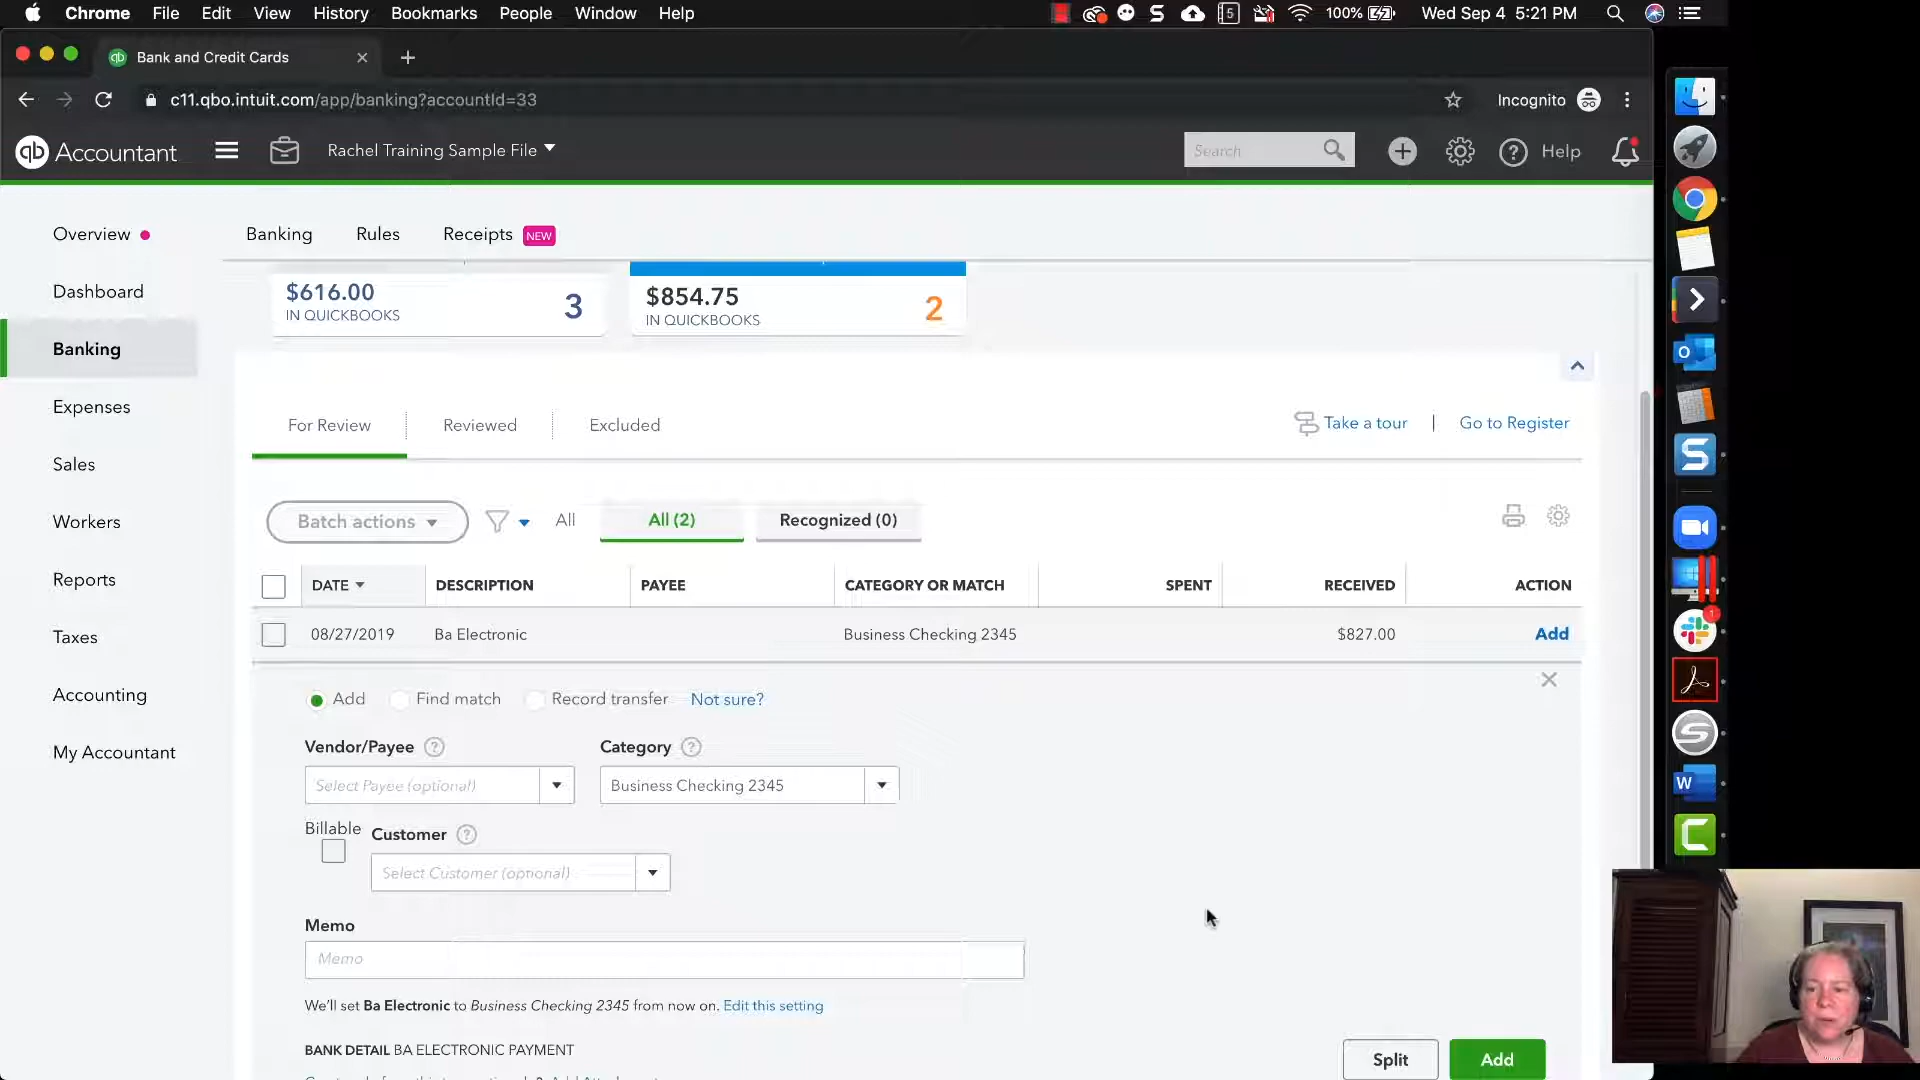 Chrome File Edit View History Bookmarks People Window Help
5 100% Wed Sep 4 5:21 PM
Bank and Credit Cards
c11.qbo.intuit.com/app/banking?accountId=33
Incognito
qb Accountant
Rachel Training Sample File
Search
Help
Overview
Dashboard
Banking
Expenses
Sales
Workers
Reports
Taxes
Accounting
My Accountant
Banking Rules Receipts NEW
$616.00
IN QUICKBOOKS
3
$854.75
IN QUICKBOOKS
2
For Review Reviewed Excluded
Take a tour | Go to Register
Batch actions All All (2) Recognized (0)
DATE DESCRIPTION PAYEE CATEGORY OR MATCH SPENT RECEIVED ACTION
08/27/2019 Ba Electronic Business Checking 2345 $827.00 Add
Add Find match Record transfer Not sure?
Vendor/Payee ? Category ?
Select Payee (optional) Business Checking 2345
Billable Customer ?
Select Customer (optional)
Memo
Memo
We'll set Ba Electronic to Business Checking 2345 from now on. Edit this setting
BANK DETAIL BA ELECTRONIC PAYMENT
Split Add